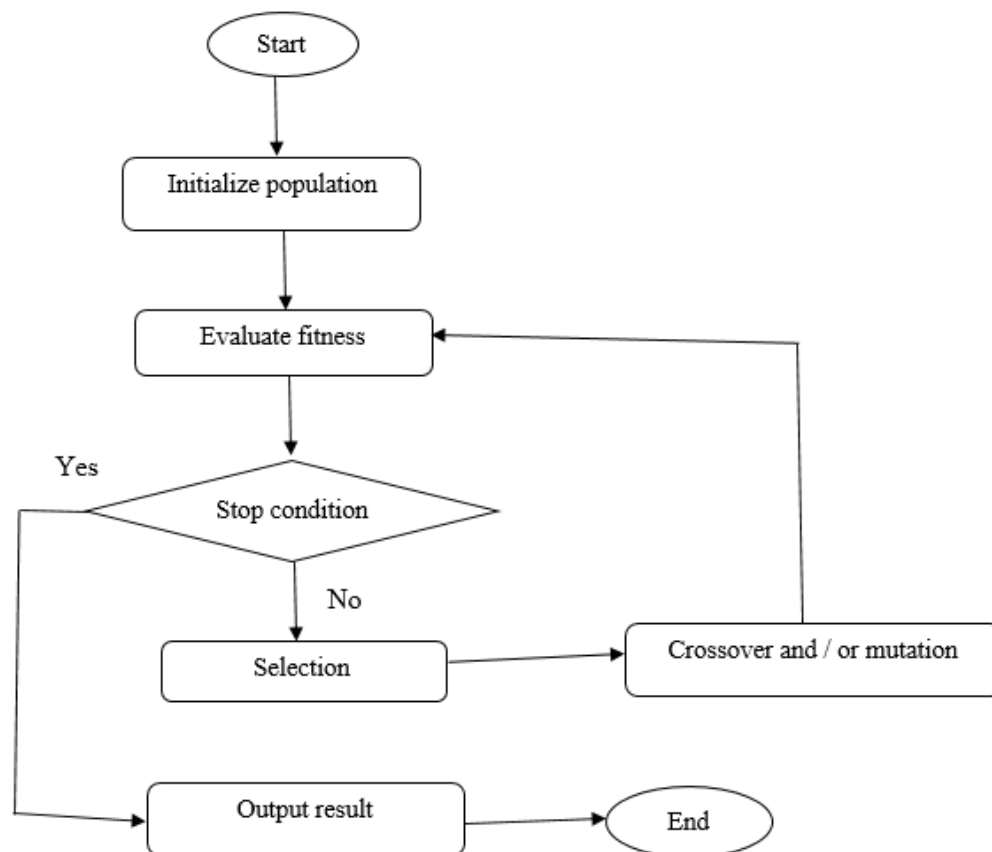 Start
Initialize population
Evaluate fitness
Yes
Stop condition
No
Selection
Crossover and / or mutation
Output result
End